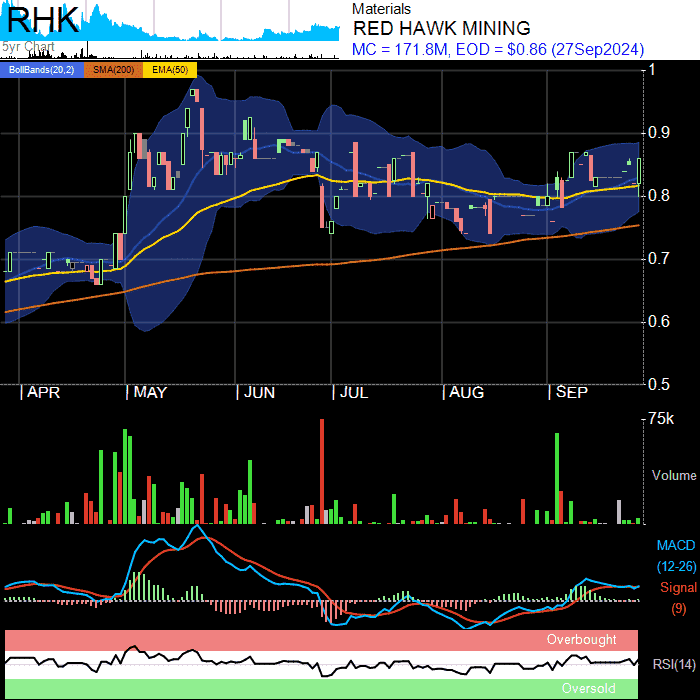 RHK
5yr Chart
Materials
RED HAWK MINING
MC = 171.8M, EOD = $0.86 (27Sep2024)
BollBands(20,2) SMA(200) EMA(50)
1
0.9
0.8
0.7
0.6
0.5
APR MAY JUN JUL AUG SEP
75k
Volume
MACD
(12-26)
Signal
(9)
Overbought
RSI(14)
Oversold